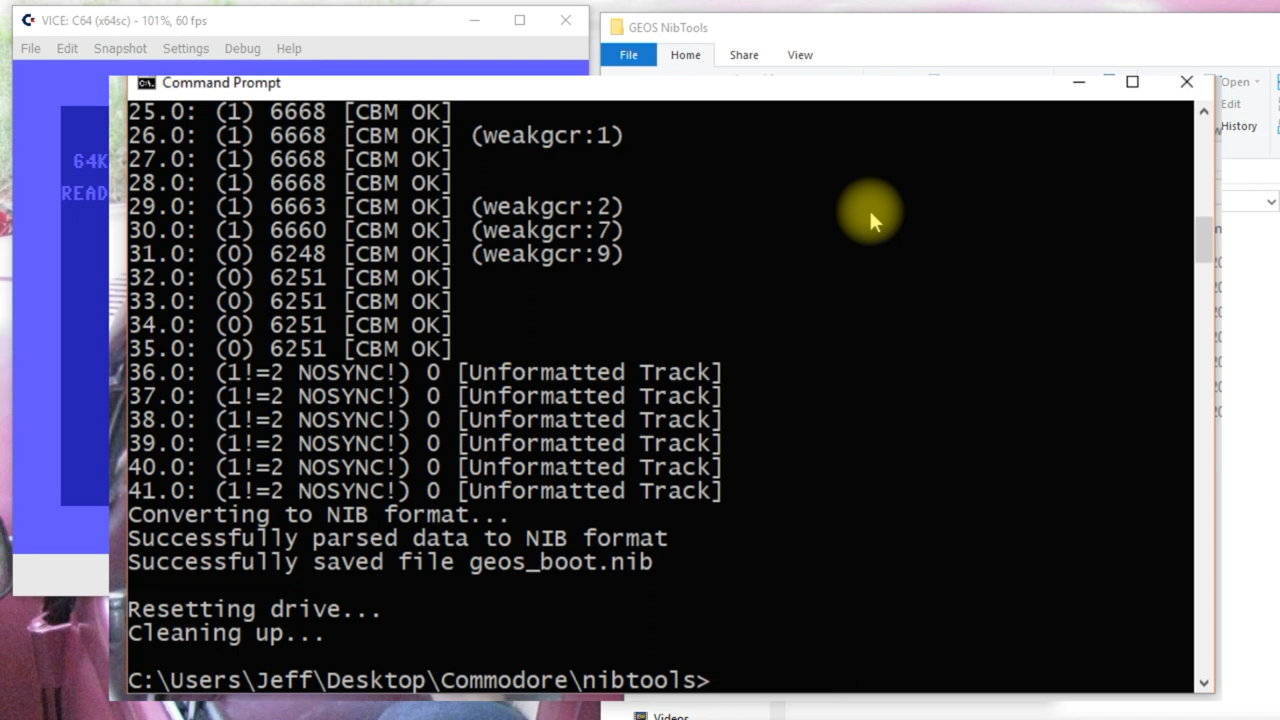 VICE: C64 (x64sc) - 101%, 60 fps
File Edit Snapshot Settings Debug Help
64K
READ
GEOS NibTools
File Home Share View
Open
Edit
History
Command Prompt
25.0: (1) 6668 [CBM OK]
26.0: (1) 6668 [CBM OK] (weakgcr:1)
27.0: (1) 6668 [CBM OK]
28.0: (1) 6668 [CBM OK]
29.0: (1) 6663 [CBM OK] (weakgcr:2)
30.0: (1) 6660 [CBM OK] (weakgcr:7)
31.0: (0) 6248 [CBM OK] (weakgcr:9)
32.0: (0) 6251 [CBM OK]
33.0: (0) 6251 [CBM OK]
34.0: (0) 6251 [CBM OK]
35.0: (0) 6251 [CBM OK]
36.0: (1!=2 NOSYNC!) 0 [Unformatted Track]
37.0: (1!=2 NOSYNC!) 0 [Unformatted Track]
38.0: (1!=2 NOSYNC!) 0 [Unformatted Track]
39.0: (1!=2 NOSYNC!) 0 [Unformatted Track]
40.0: (1!=2 NOSYNC!) 0 [Unformatted Track]
41.0: (1!=2 NOSYNC!) 0 [Unformatted Track]
Converting to NIB format...
Successfully parsed data to NIB format
Successfully saved file geos_boot.nib
Resetting drive...
Cleaning up...
C:\Users\Jeff\Desktop\Commodore\nibtools>
Videos